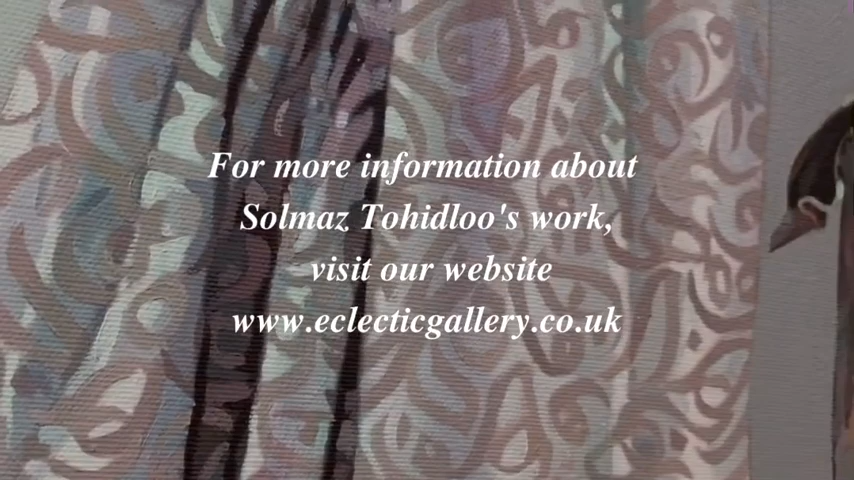 For more information about
Solmaz Tohidloo's work,
visit our website
www.eclecticgallery.co.uk